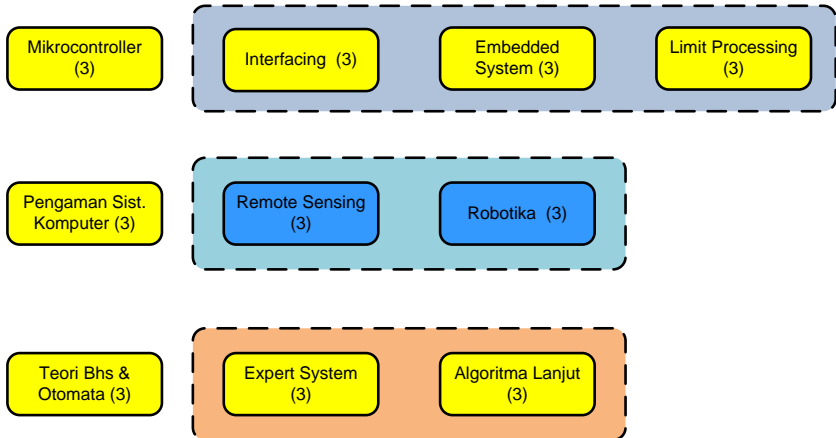 Mikrocontroller
(3)
Interfacing  (3)
Embedded
System (3)
Limit Processing
(3)
Pengaman Sist.
Komputer (3)
Remote Sensing
(3)
Robotika  (3)
Teori Bhs &
Otomata (3)
Expert System
(3)
Algoritma Lanjut
(3)